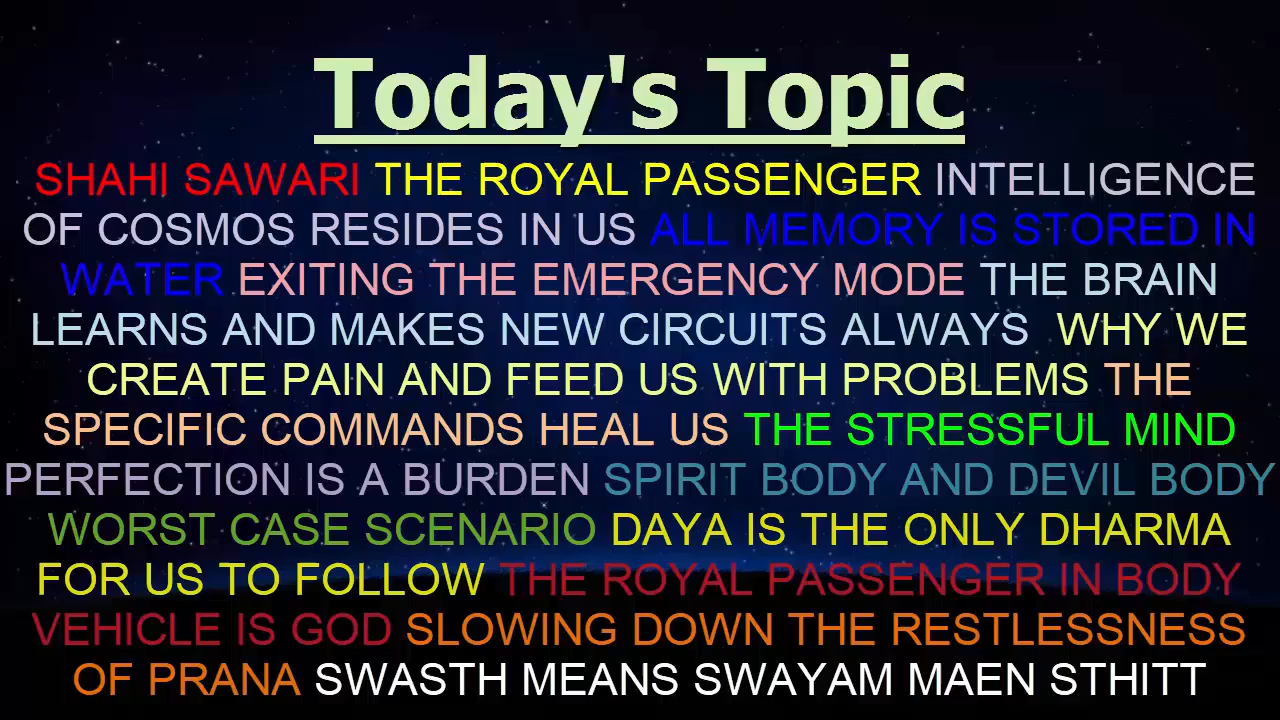 Today's Topic
SHAHI SAWARI THE ROYAL PASSENGER INTELLIGENCE
OF COSMOS RESIDES IN US ALL MEMORY IS STORED IN
WATER EXITING THE EMERGENCY MODE THE BRAIN
LEARNS AND MAKES NEW CIRCUITS ALWAYS WHY WE
CREATE PAIN AND FEED US WITH PROBLEMS THE
SPECIFIC COMMANDS HEAL US THE STRESSFUL MIND
PERFECTION IS A BURDEN SPIRIT BODY AND DEVIL BODY
WORST CASE SCENARIO DAYA IS THE ONLY DHARMA
FOR US TO FOLLOW THE ROYAL PASSENGER IN BODY
VEHICLE IS GOD SLOWING DOWN THE RESTLESSNESS
OF PRANA SWASTH MEANS SWAYAM MAEN STHITT